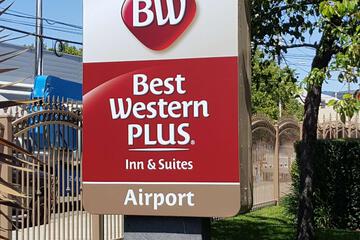 BW
Best
Western
PLUS®
Inn & Suites
Airport